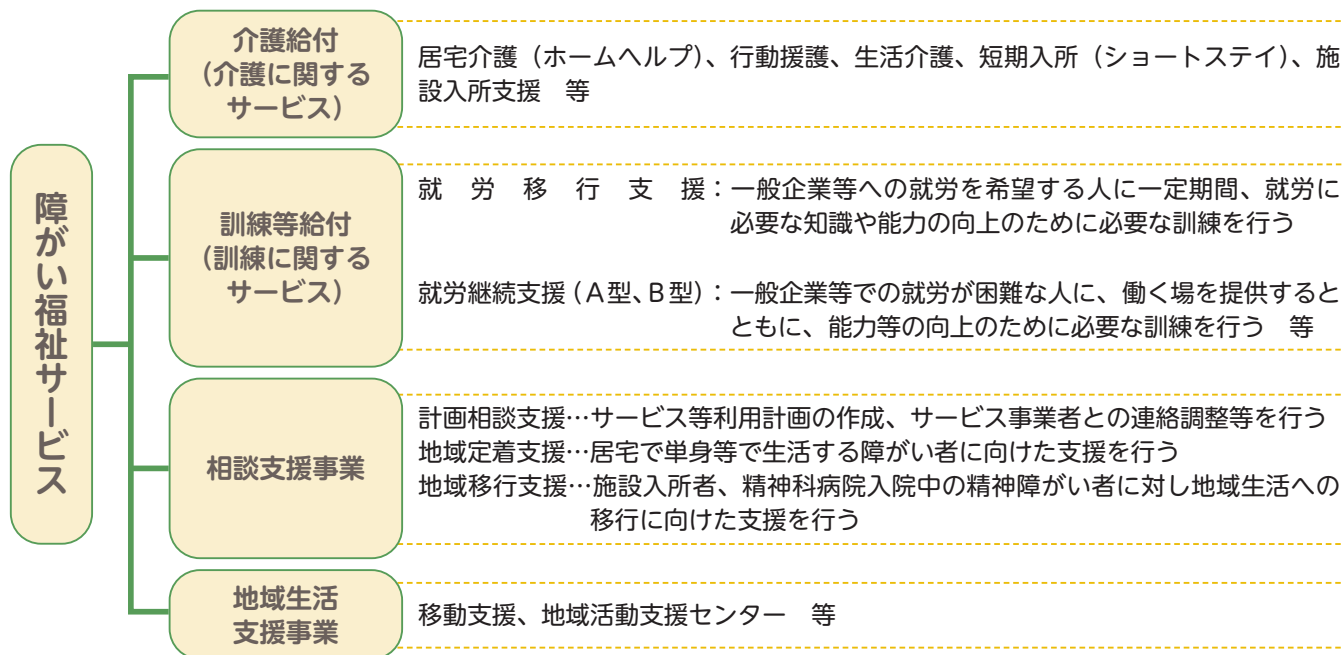 障がい福祉サービス
介護給付
（介護に関する
サービス）
居宅介護（ホームヘルプ）、行動援護、生活介護、短期入所（ショートステイ）、施
設入所支援　等
訓練等給付
（訓練に関する
サービス）
就労移行支援：一般企業等への就労を希望する人に一定期間、就労に
必要な知識や能力の向上のために必要な訓練を行う
就労継続支援（Ａ型、Ｂ型）：一般企業等での就労が困難な人に、働く場を提供すると
ともに、能力等の向上のために必要な訓練を行う　等
相談支援事業
計画相談支援…サービス等利用計画の作成、サービス事業者との連絡調整等を行う
地域定着支援…居宅で単身等で生活する障がい者に向けた支援を行う
地域移行支援…施設入所者、精神科病院入院中の精神障がい者に対し地域生活への
移行に向けた支援を行う
地域生活
支援事業
移動支援、地域活動支援センター　等